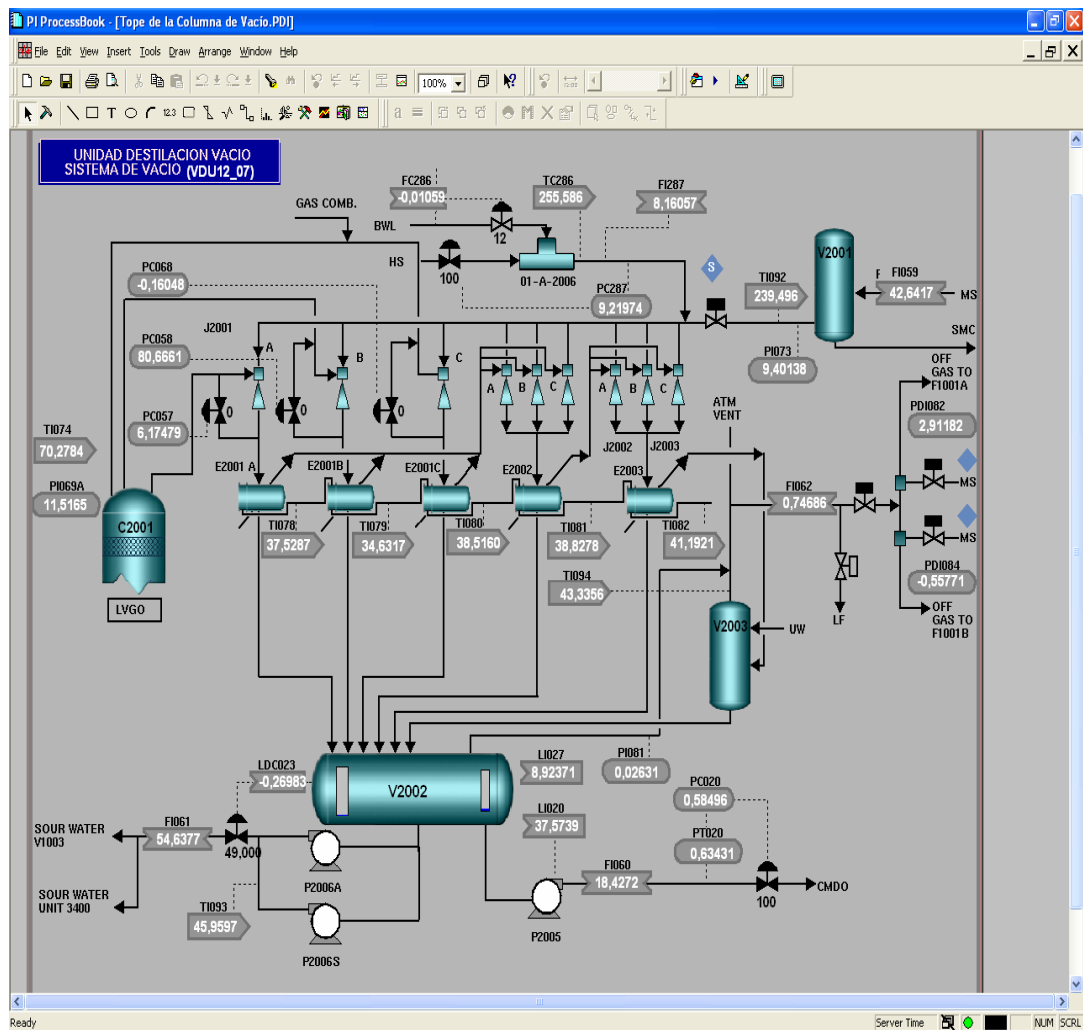 PI ProcessBook - [Tope de la Columna de Vacío.PDI]
File Edit View Insert Tools Draw Arrange Window Help
100%
T
123
a
M
UNIDAD DESTILACION VACIO
SISTEMA DE VACIO (VDU12_07)
FC286
-0,01059
TC286
255,586
FI287
8,16057
GAS COMB.
BWL
12
HS
100
01-A-2006
PC287
9,21974
S
V2001
TI092
239,496
F
FI059
42,6417
MS
SMC
PI073
9,40138
PC068
-0,16048
J2001
PC058
80,6661
A
B
C
0
0
0
PC057
6,17479
A
B
C
A
B
C
J2002
J2003
ATM
VENT
OFF
GAS TO
F1001A
PDI082
2,91182
TI074
70,2784
PI069A
11,5165
C2001
LVGO
E2001 A
E2001B
E2001C
E2002
E2003
FI062
0,74686
MS
MS
TI078
37,5287
TI079
34,6317
TI080
38,5160
TI081
38,8278
TI082
41,1921
PDI084
-0,55771
TI094
43,3356
LF
OFF
GAS TO
F1001B
V2003
UW
LDC023
-0,26983
V2002
LI027
8,92371
PI081
0,02631
PC020
0,58496
SOUR WATER
V1003
FI061
54,6377
49,000
LI020
37,5739
PT020
0,63431
P2006A
FI060
18,4272
100
CMDO
SOUR WATER
UNIT 3400
TI093
45,9597
P2005
P2006S
Ready
Server Time
NUM
SCRL